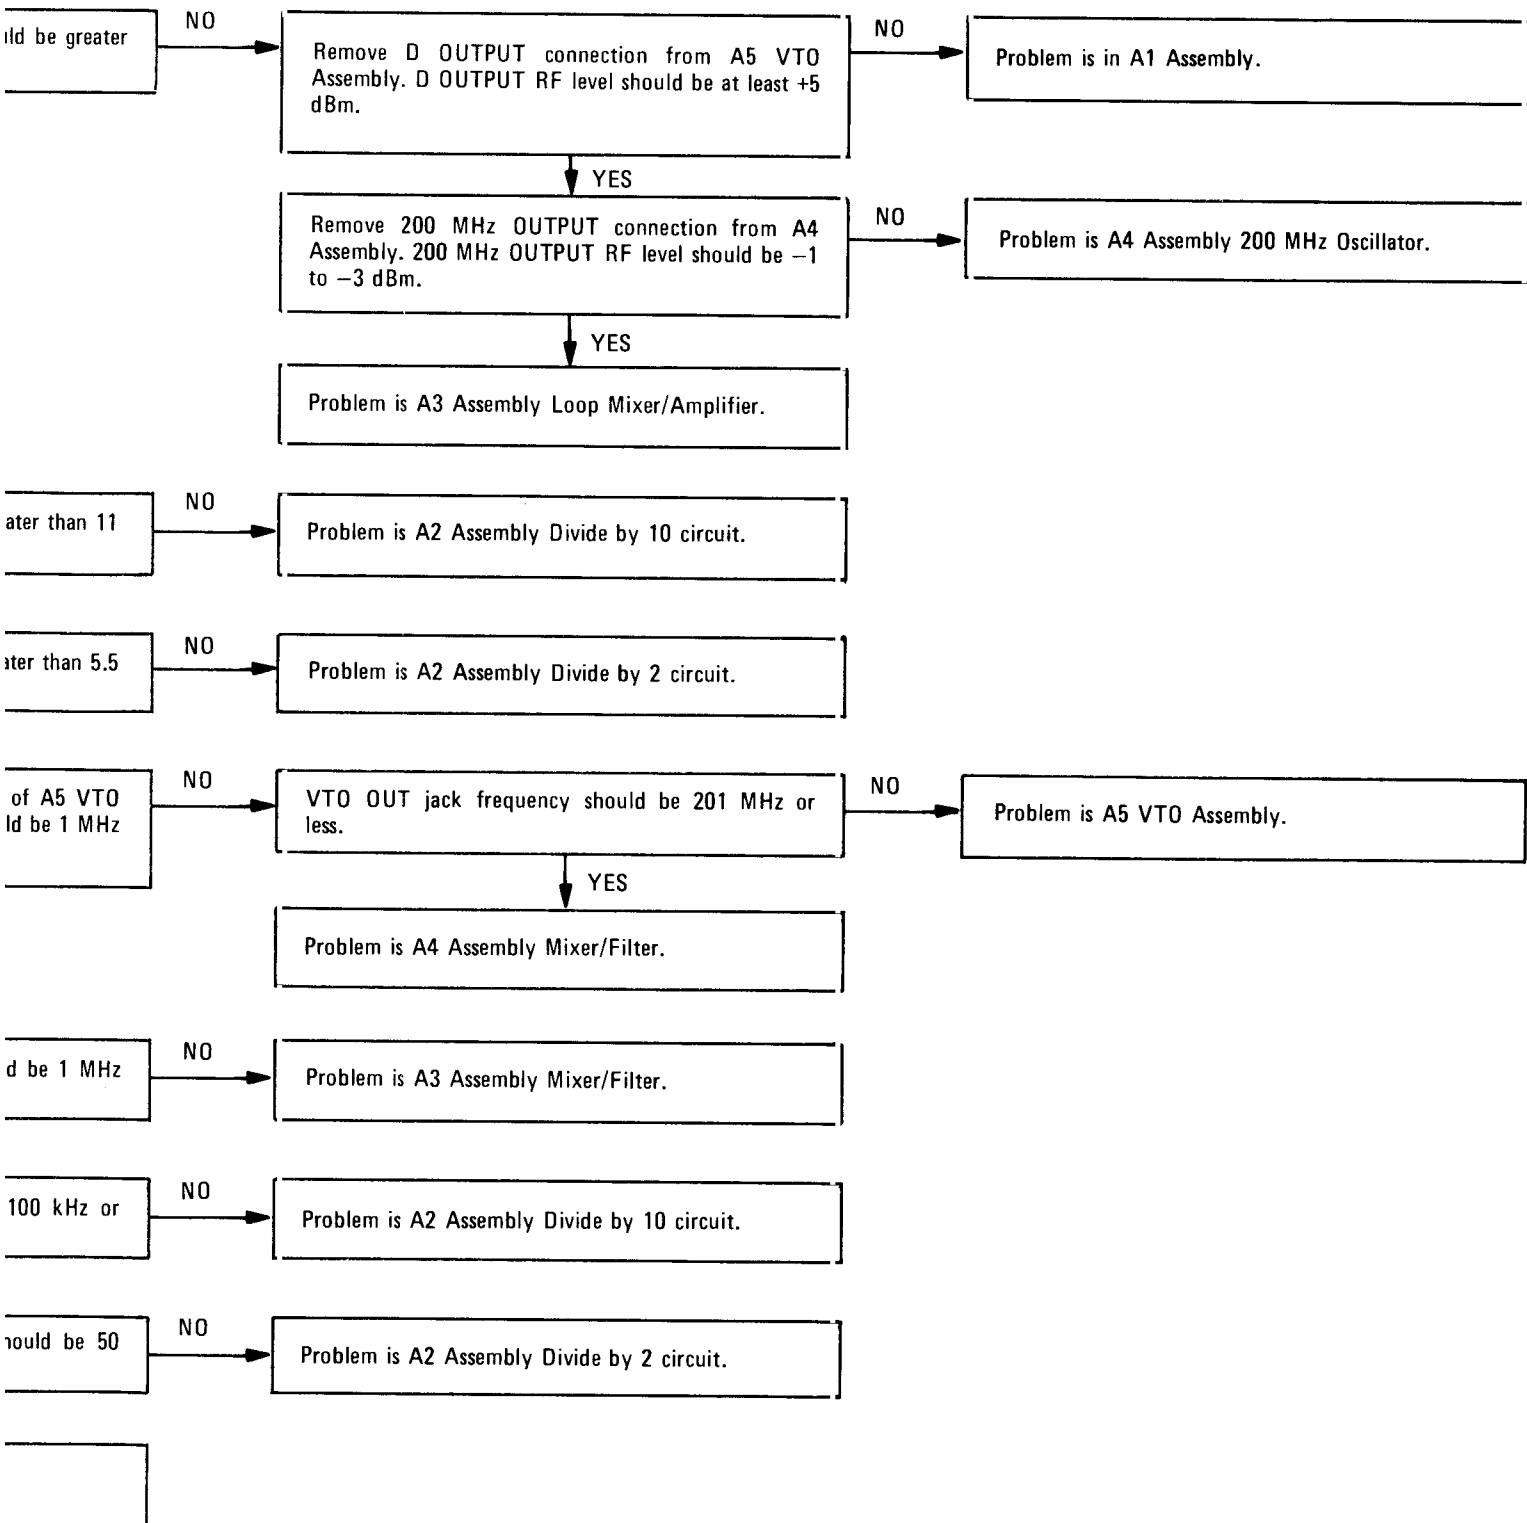 be greater
NO
Remove D OUTPUT connection from A5 VTO
Assembly. D OUTPUT RF level should be at least +5
dBm.
NO
Problem is in A1 Assembly.
YES
Remove 200 MHz OUTPUT connection from A4
Assembly. 200 MHz OUTPUT RF level should be −1
to −3 dBm.
NO
Problem is A4 Assembly 200 MHz Oscillator.
YES
Problem is A3 Assembly Loop Mixer/Amplifier.
than 11
NO
Problem is A2 Assembly Divide by 10 circuit.
than 5.5
NO
Problem is A2 Assembly Divide by 2 circuit.
of A5 VTO
be 1 MHz
NO
VTO OUT jack frequency should be 201 MHz or
less.
NO
Problem is A5 VTO Assembly.
YES
Problem is A4 Assembly Mixer/Filter.
be 1 MHz
NO
Problem is A3 Assembly Mixer/Filter.
100 kHz or
NO
Problem is A2 Assembly Divide by 10 circuit.
be 50
NO
Problem is A2 Assembly Divide by 2 circuit.